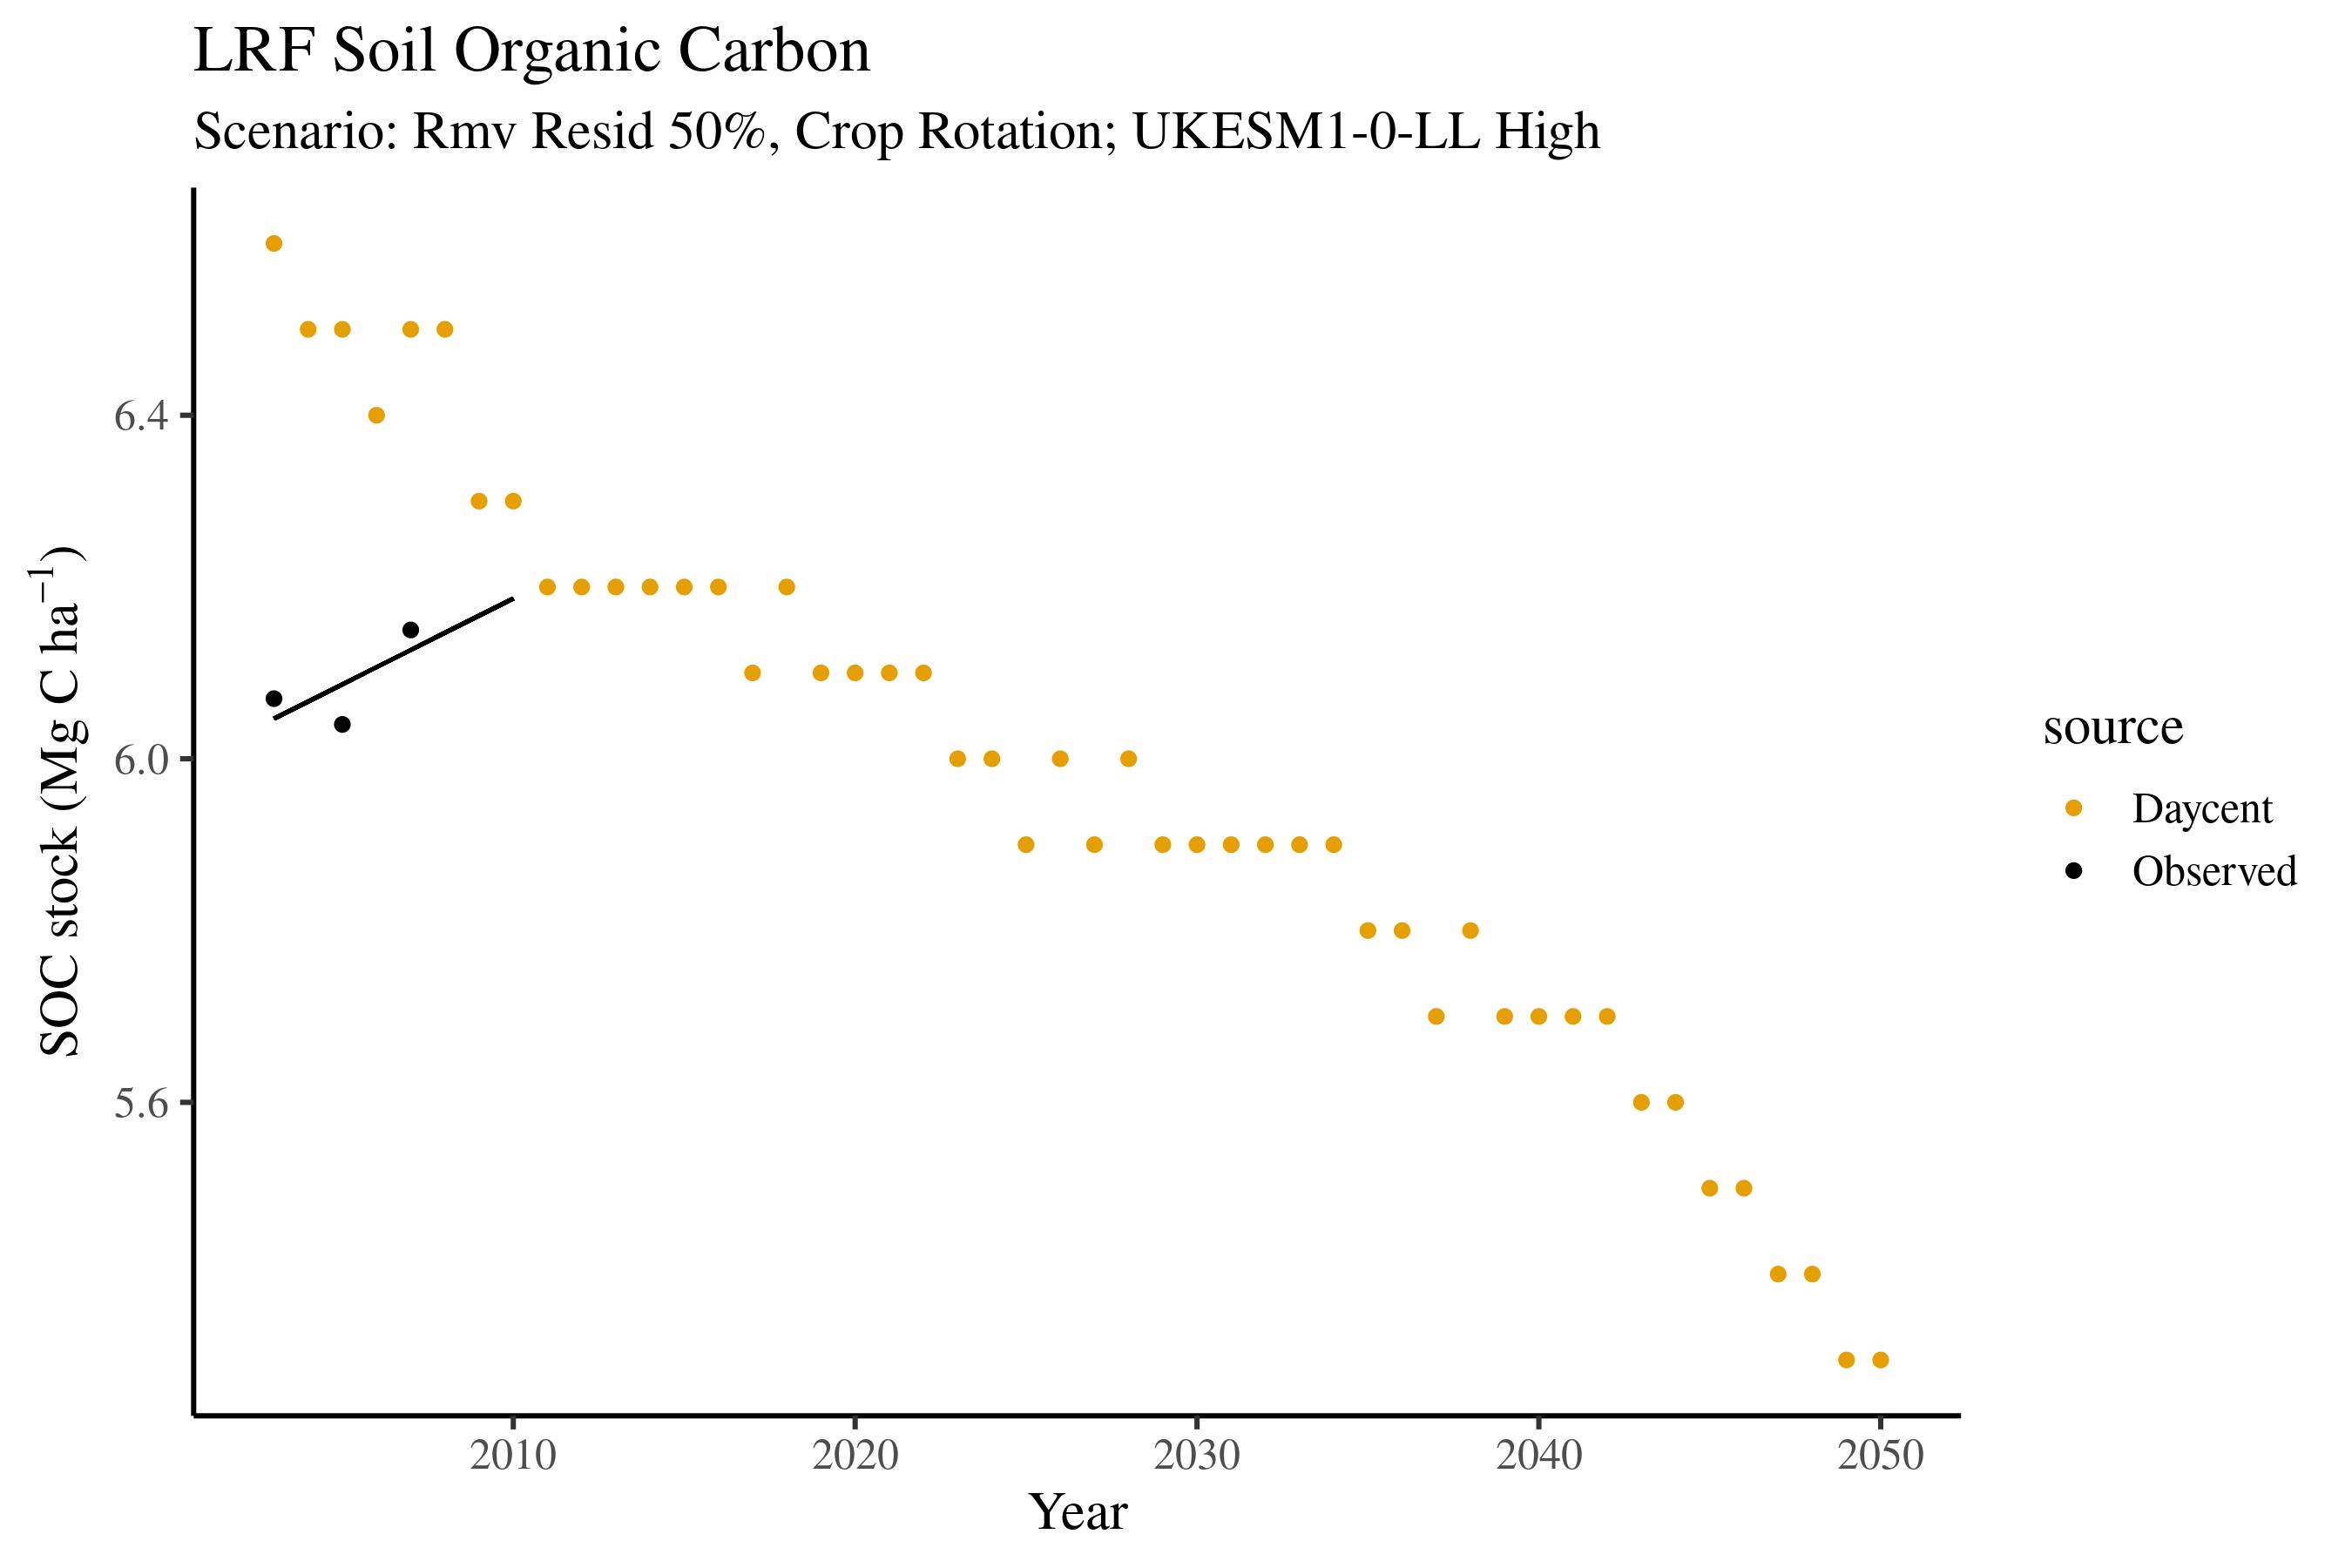 LRF Soil Organic Carbon
Scenario: Rmv Resid 50%, Crop Rotation; UKESM1-0-LL High
SOC stock (Mg C ha⁻¹)
6.4
6.0
5.6
2010 2020 2030 2040 2050
Year
source
Daycent
Observed